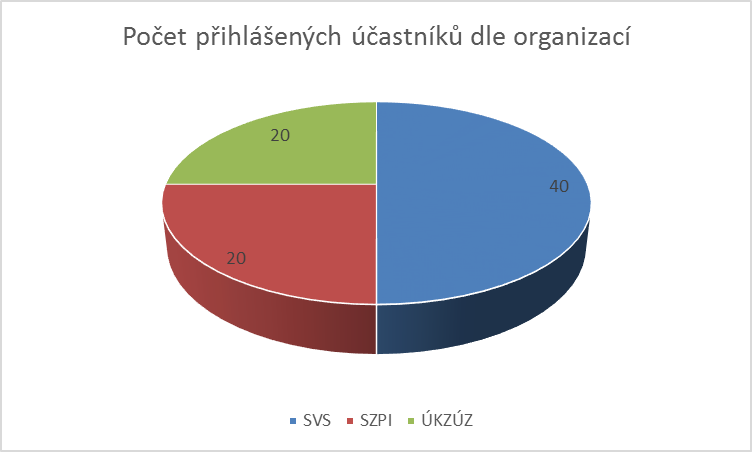 Počet přihlášených účastníků dle organizací
20
40
20
SVS SZPI ÚKZÚZ